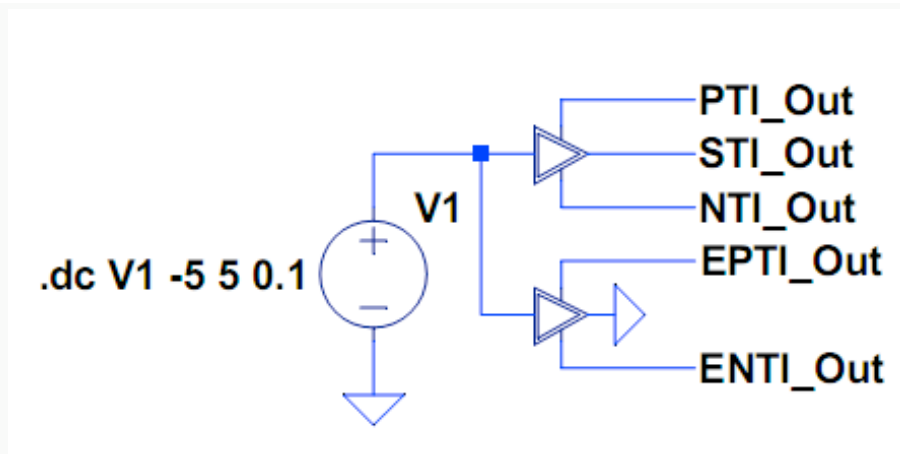 PTI_Out
STI_Out
V1
NTI_Out
EPTI_Out
.dc V1 -5 5 0.1
ENTI_Out